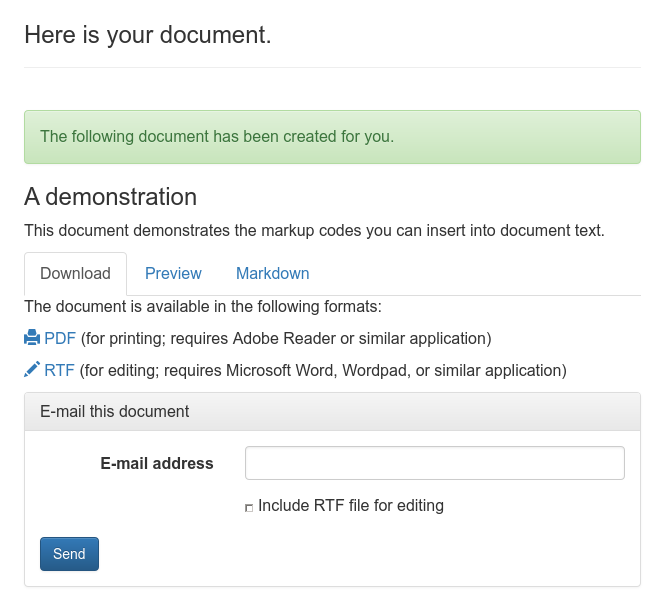 Here is your document.
The following document has been created for you.
A demonstration
This document demonstrates the markup codes you can insert into document text.
Download Preview Markdown
The document is available in the following formats:
PDF (for printing; requires Adobe Reader or similar application)
RTF (for editing; requires Microsoft Word, Wordpad, or similar application)
E-mail this document
E-mail address
Include RTF file for editing
Send